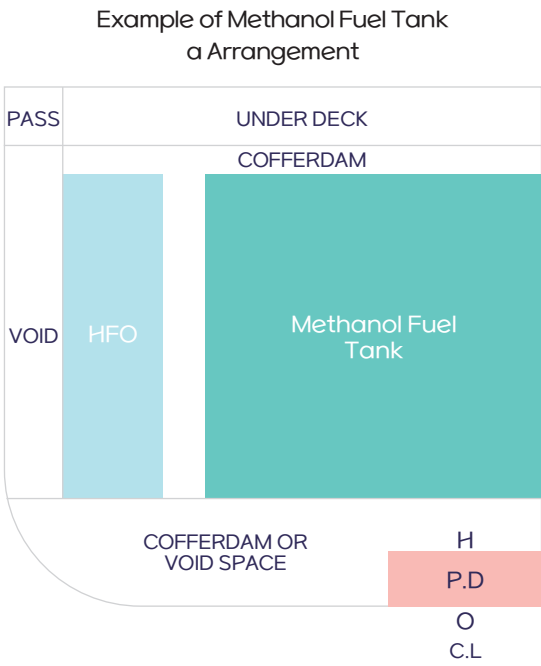 Example of Methanol Fuel Tank
a Arrangement
PASS
UNDER DECK
COFFERDAM
VOID
HFO
Methanol Fuel
Tank
COFFERDAM OR
VOID SPACE
H
P.D
O
C.L